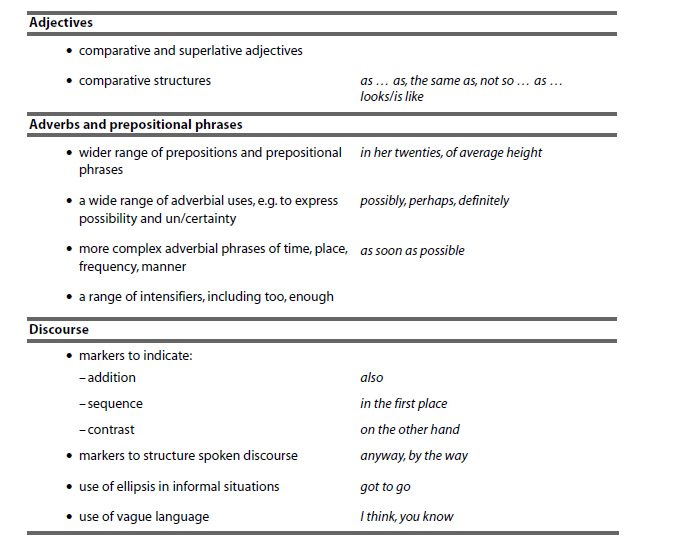 Adjectives
• comparative and superlative adjectives
• comparative structures
as … as, the same as, not so … as …
looks/is like
Adverbs and prepositional phrases
• wider range of prepositions and prepositional
phrases
in her twenties, of average height
• a wide range of adverbial uses, e.g. to express
possibility and un/certainty
possibly, perhaps, definitely
• more complex adverbial phrases of time, place,
frequency, manner
as soon as possible
• a range of intensifiers, including too, enough
Discourse
• markers to indicate:
– addition also
– sequence in the first place
– contrast on the other hand
• markers to structure spoken discourse anyway, by the way
• use of ellipsis in informal situations got to go
• use of vague language I think, you know